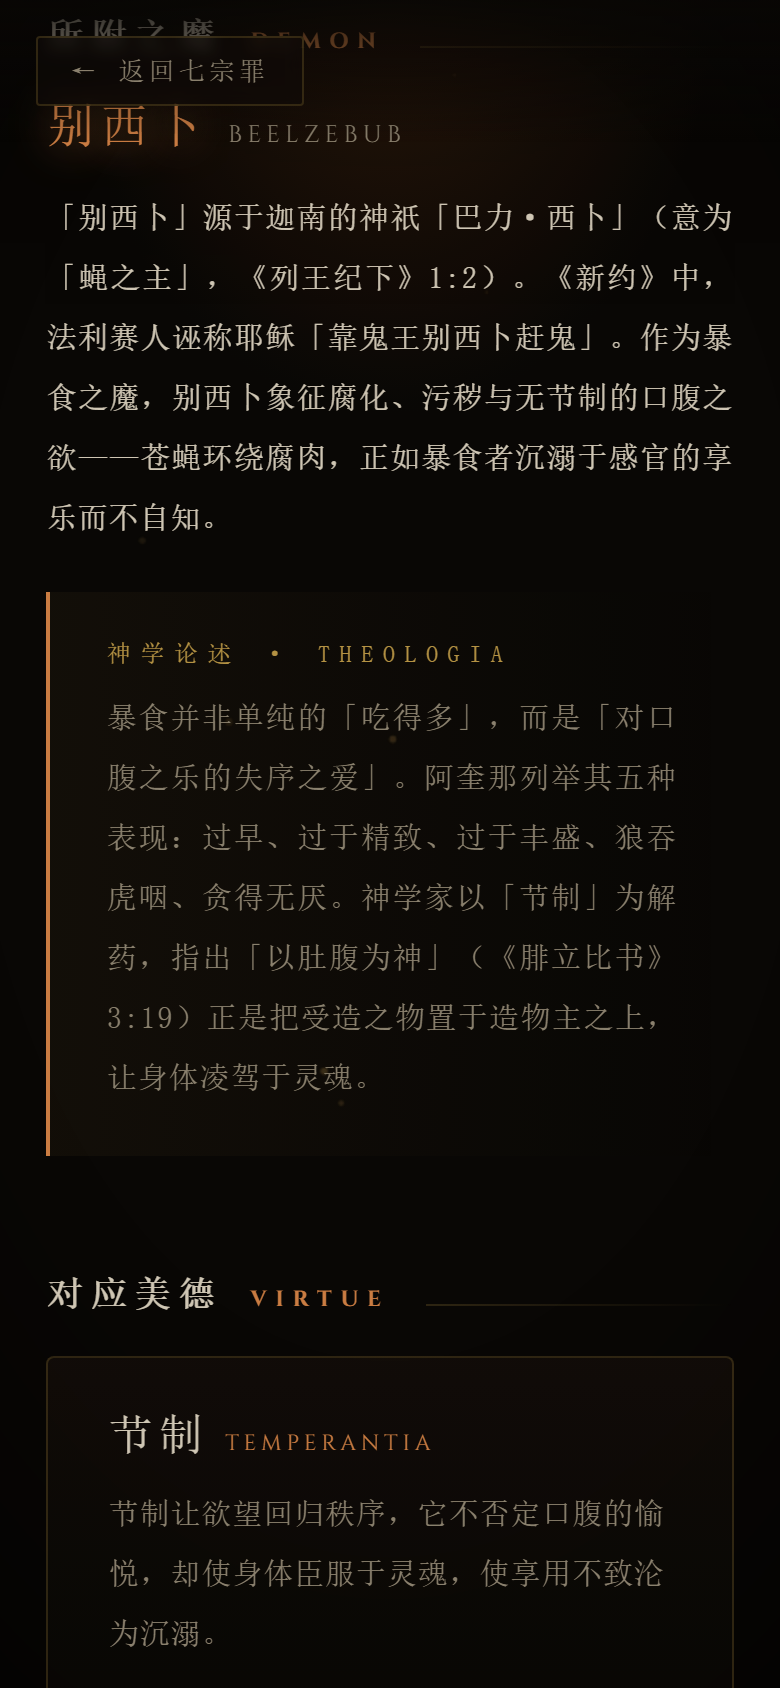 所附之魔 DEMON
← 返回七宗罪
别西卜 BEELZEBUB
「别西卜」源于迦南的神祇「巴力·西卜」（意为
「蝇之主」，《列王纪下》1:2）。《新约》中，
法利赛人诬称耶稣「靠鬼王别西卜赶鬼」。作为暴
食之魔，别西卜象征腐化、污秽与无节制的口腹之
欲——苍蝇环绕腐肉，正如暴食者沉溺于感官的享
乐而不自知。
神学论述 · THEOLOGIA
暴食并非单纯的「吃得多」，而是「对口
腹之乐的失序之爱」。阿奎那列举其五种
表现：过早、过于精致、过于丰盛、狼吞
虎咽、贪得无厌。神学家以「节制」为解
药，指出「以肚腹为神」（《腓立比书》
3:19）正是把受造之物置于造物主之上，
让身体凌驾于灵魂。
对应美德 VIRTUE
节制 TEMPERANTIA
节制让欲望回归秩序，它不否定口腹的愉
悦，却使身体臣服于灵魂，使享用不致沦
为沉溺。